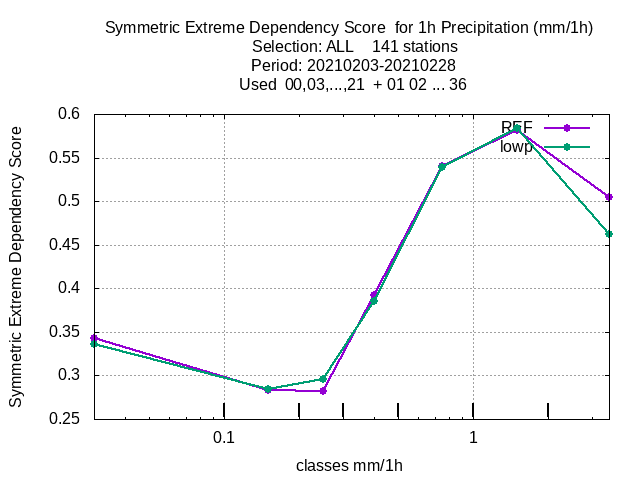 Symmetric Extreme Dependency Score  for 1h Precipitation (mm/1h)
Selection: ALL    141 stations
Period: 20210203-20210228
Used  00,03,...,21  + 01 02 ... 36
REF
lowp
Symmetric Extreme Dependency Score
0.6
0.55
0.5
0.45
0.4
0.35
0.3
0.25
0.1
1
classes mm/1h